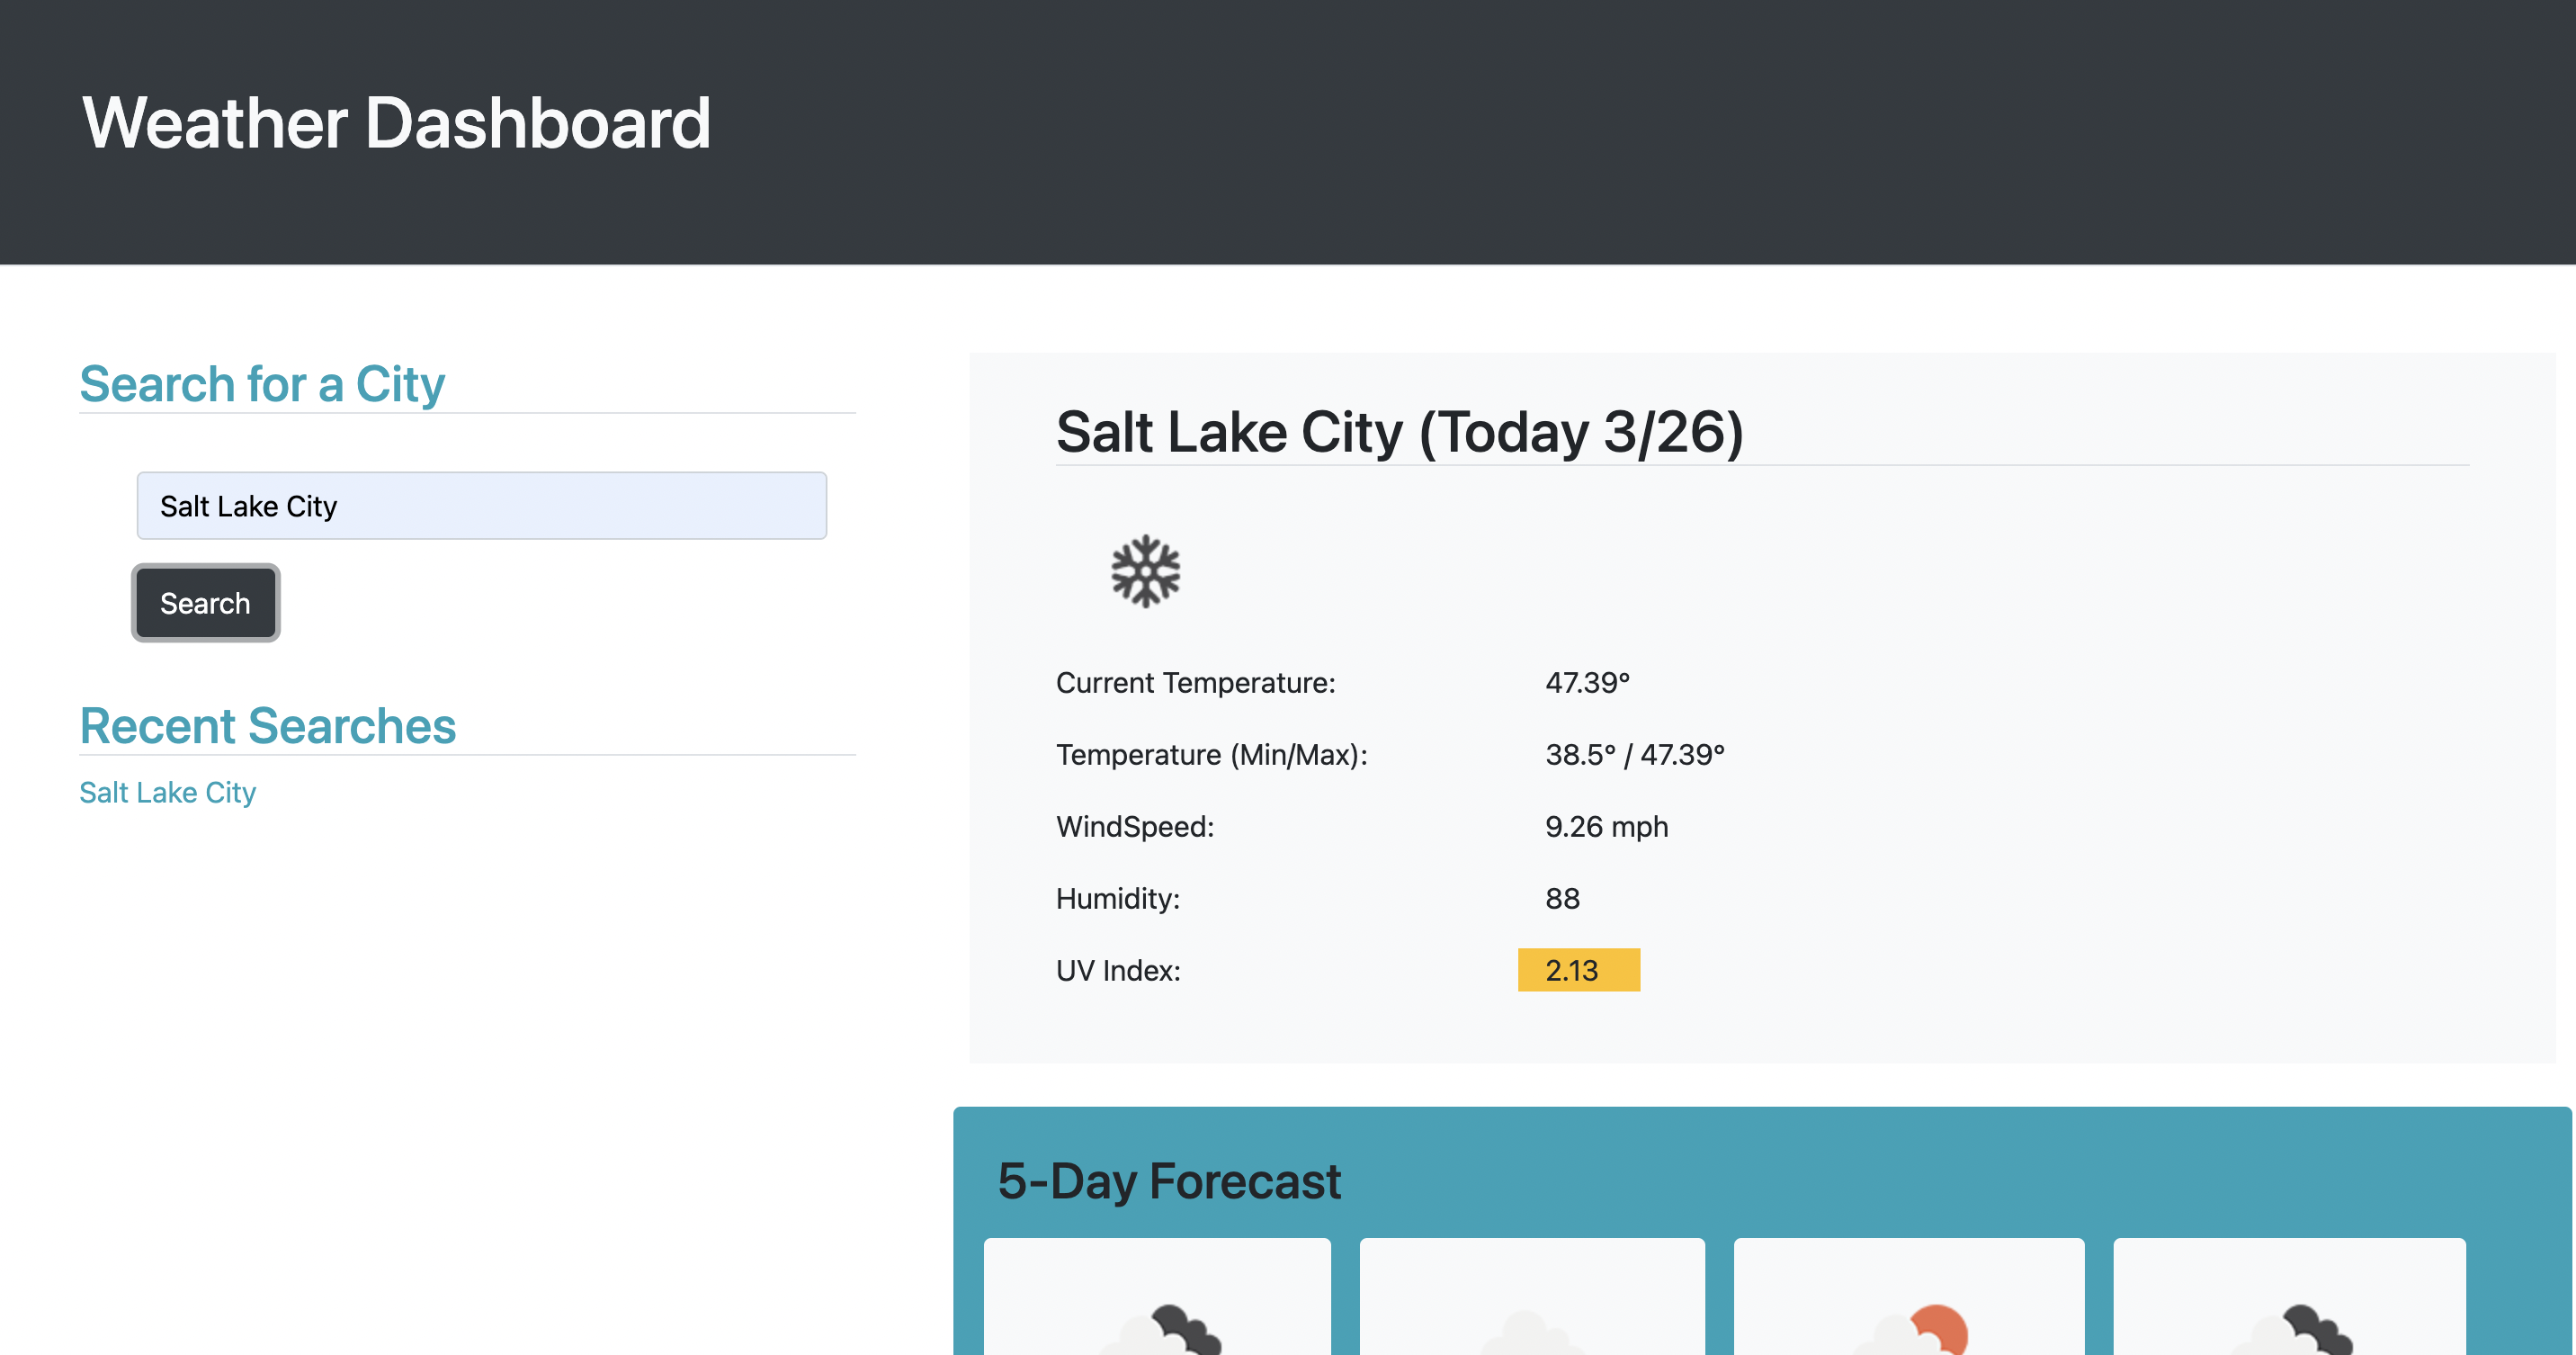 Weather Dashboard
Search for a City
Salt Lake City
Search
Recent Searches
Salt Lake City
Salt Lake City (Today 3/26)
Current Temperature: 47.39°
Temperature (Min/Max): 38.5° / 47.39°
WindSpeed: 9.26 mph
Humidity: 88
UV Index: 2.13
5-Day Forecast